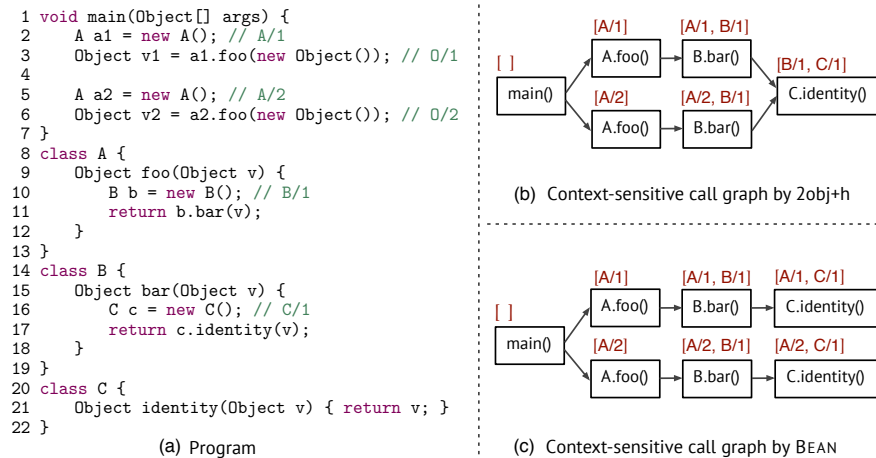 1 void main(Object[] args) {
2 A a1 = new A(); // A/1
3 Object v1 = a1.foo(new Object()); // O/1
4
5 A a2 = new A(); // A/2
6 Object v2 = a2.foo(new Object()); // O/2
7 }
8 class A {
9 Object foo(Object v) {
10 B b = new B(); // B/1
11 return b.bar(v);
12 }
13 }
14 class B {
15 Object bar(Object v) {
16 C c = new C(); // C/1
17 return c.identity(v);
18 }
19 }
20 class C {
21 Object identity(Object v) { return v; }
22 }
(a) Program
[A/1] [A/1, B/1]
A.foo() B.bar()
[ ] [B/1, C/1]
main() C.identity()
[A/2] [A/2, B/1]
A.foo() B.bar()
(b) Context-sensitive call graph by 2obj+h
[A/1] [A/1, B/1] [A/1, C/1]
A.foo() B.bar() C.identity()
[ ]
main()
[A/2] [A/2, B/1] [A/2, C/1]
A.foo() B.bar() C.identity()
(c) Context-sensitive call graph by BEAN